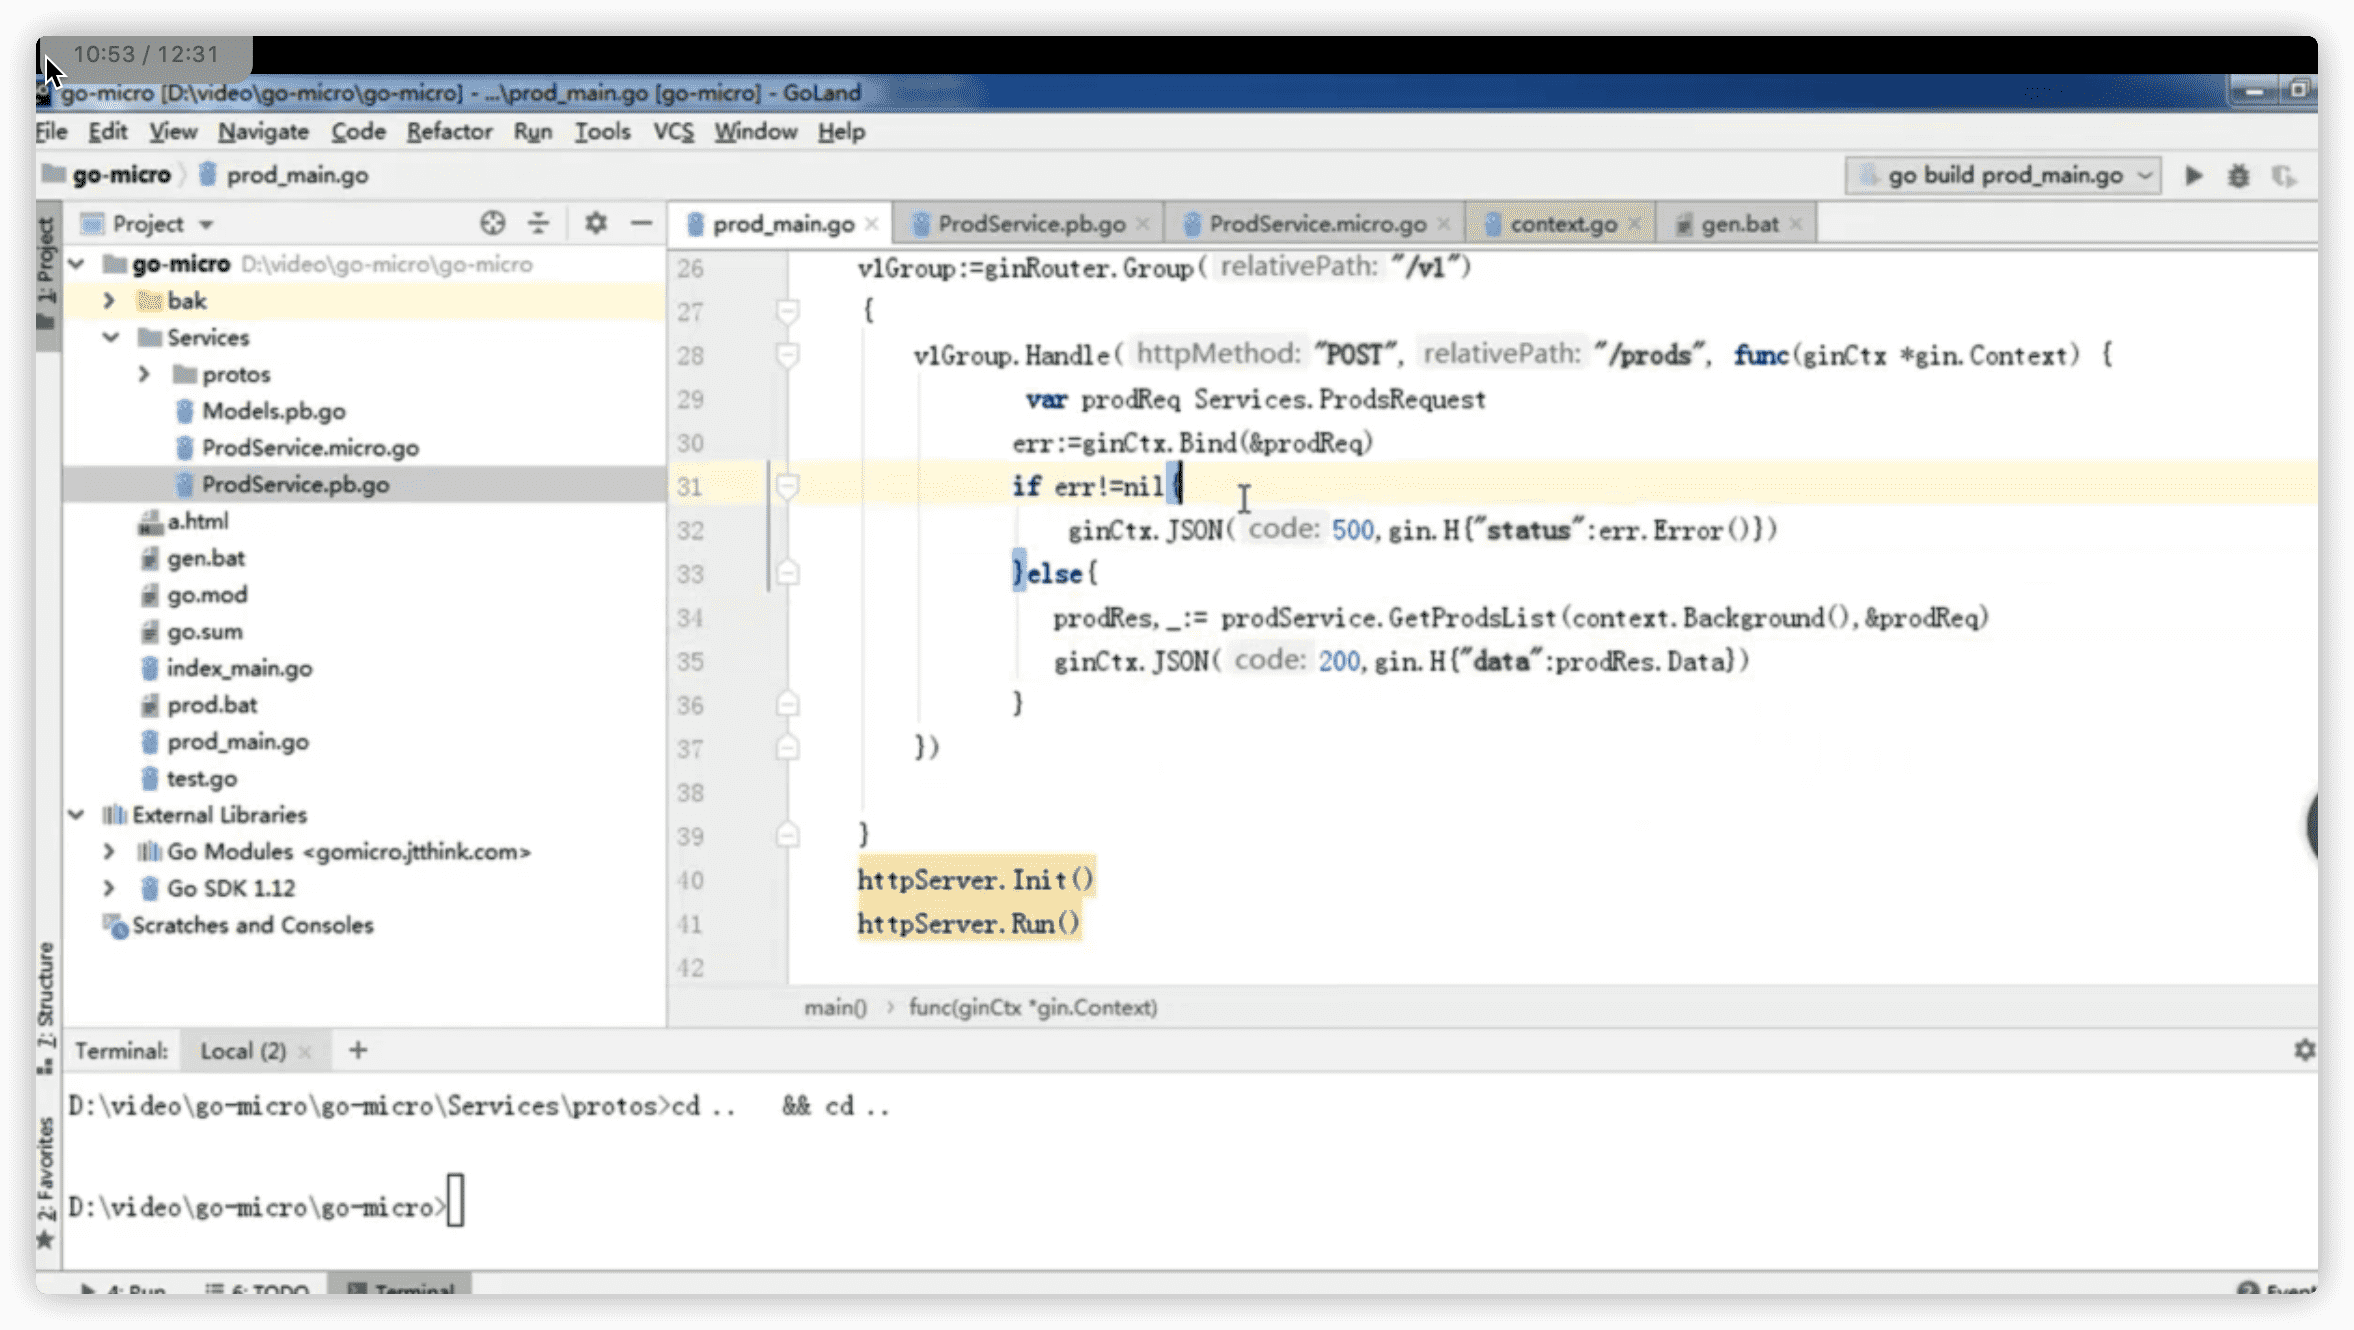 10:53 / 12:31
go-micro [D:\video\go-micro\go-micro] - ...\prod_main.go [go-micro] - GoLand
File Edit View Navigate Code Refactor Run Tools VCS Window Help
go-micro prod_main.go
go build prod_main.go
1: Project
Project
prod_main.go ProdService.pb.go ProdService.micro.go context.go gen.bat
go-micro D:\video\go-micro\go-micro
bak
Services
protos
Models.pb.go
ProdService.micro.go
ProdService.pb.go
a.html
gen.bat
go.mod
go.sum
index_main.go
prod.bat
prod_main.go
test.go
External Libraries
Go Modules <gomicro.jtthink.com>
Go SDK 1.12
Scratches and Consoles
26 v1Group:=ginRouter.Group( relativePath: "/v1")
27 {
28 v1Group.Handle( httpMethod: "POST", relativePath: "/prods", func(ginCtx *gin.Context) {
29 var prodReq Services.ProdsRequest
30 err:=ginCtx.Bind(&prodReq)
31 if err!=nil{
32 ginCtx.JSON( code: 500,gin.H{"status":err.Error()})
33 }else{
34 prodRes,_:= prodService.GetProdsList(context.Background(),&prodReq)
35 ginCtx.JSON( code: 200,gin.H{"data":prodRes.Data})
36 }
37 })
38
39 }
40 httpServer.Init()
41 httpServer.Run()
42
main() > func(ginCtx *gin.Context)
7: Structure
2: Favorites
Terminal: Local (2) +
D:\video\go-micro\go-micro\Services\protos>cd .. && cd ..
D:\video\go-micro\go-micro>
4: Run 6: TODO Terminal Event